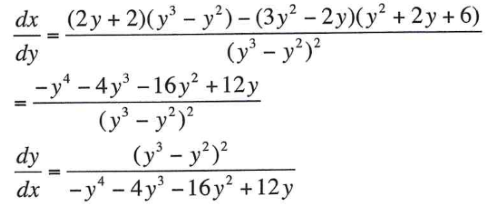 dx/dy = ((2y + 2)(y³ − y²) − (3y² − 2y)(y² + 2y + 6))/(y³ − y²)²
= (−y⁴ − 4y³ − 16y² + 12y)/(y³ − y²)²
dy/dx = (y³ − y²)²/(−y⁴ − 4y³ − 16y² + 12y)